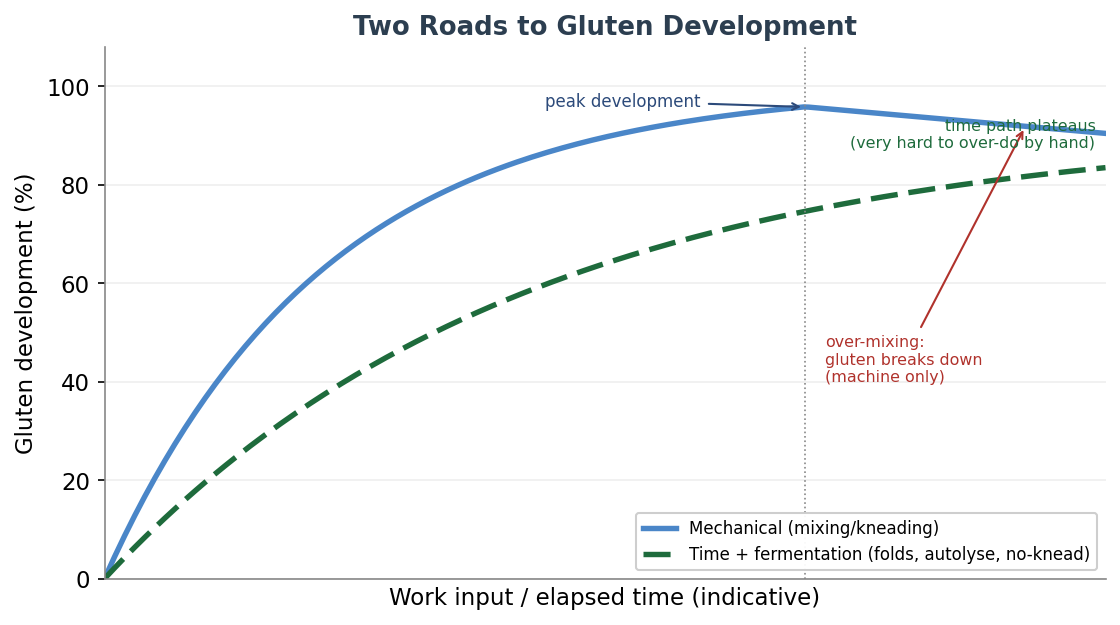 Two Roads to Gluten Development
Gluten development (%)
100
80
60
40
20
0
peak development
time path plateaus
(very hard to over-do by hand)
over-mixing:
gluten breaks down
(machine only)
Mechanical (mixing/kneading)
Time + fermentation (folds, autolyse, no-knead)
Work input / elapsed time (indicative)